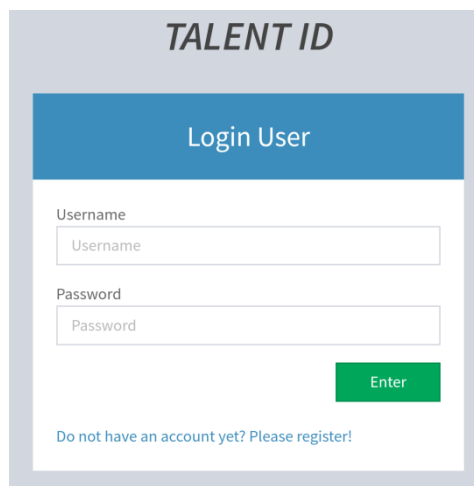 TALENT ID
Login User
Username
Username
Password
Password
Enter
Do not have an account yet? Please register!